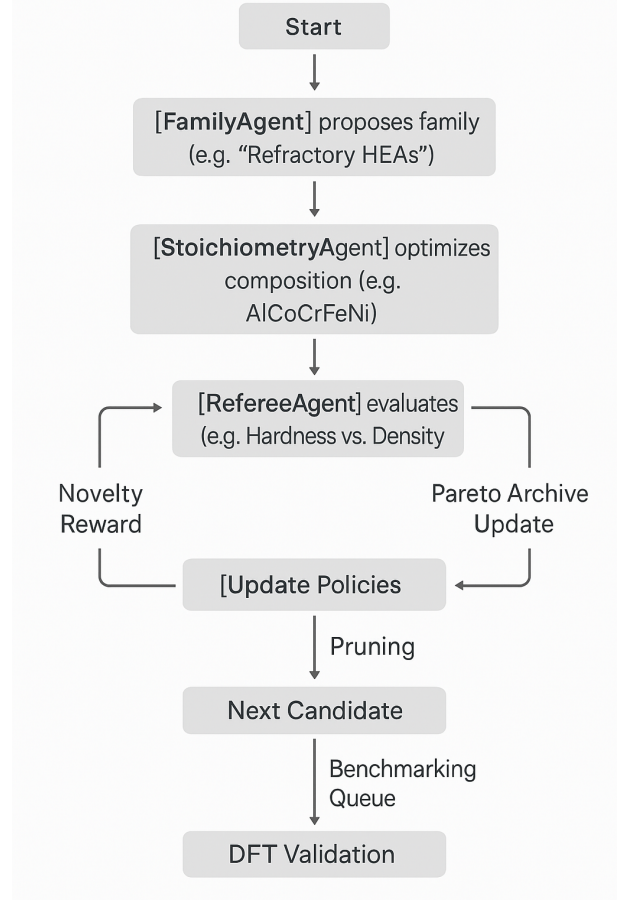 Start
[FamilyAgent] proposes family
(e.g. “Refractory HEAs”)
[StoichiometryAgent] optimizes
composition (e.g.
AlCoCrFeNi)
[RefereeAgent] evaluates
(e.g. Hardness vs. Density
Novelty
Reward
Pareto Archive
Update
[Update Policies
Pruning
Next Candidate
Benchmarking
Queue
DFT Validation